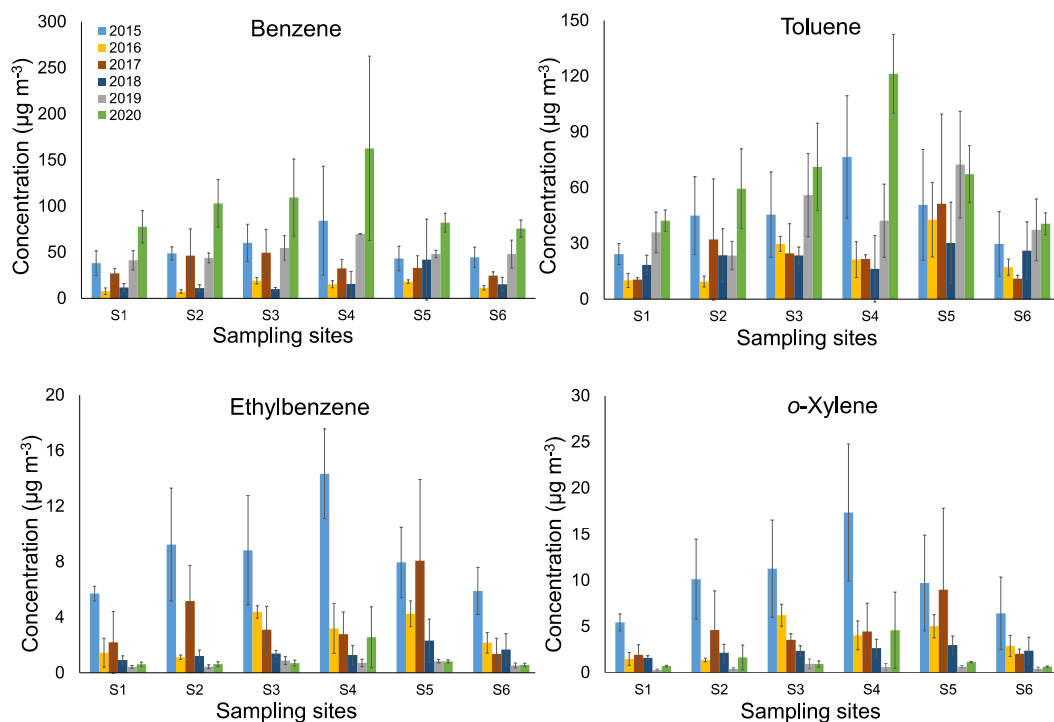 Benzene
Concentration (µg m-3)
300
250
200
150
100
50
0
2015
2016
2017
2018
2019
2020
S1 S2 S3 S4 S5 S6
Sampling sites
Toluene
Concentration (µg m-3)
150
120
90
60
30
0
S1 S2 S3 S4 S5 S6
Sampling sites
Ethylbenzene
Concentration (µg m-3)
20
16
12
8
4
0
S1 S2 S3 S4 S5 S6
Sampling sites
o-Xylene
Concentration (µg m-3)
30
25
20
15
10
5
0
S1 S2 S3 S4 S5 S6
Sampling sites